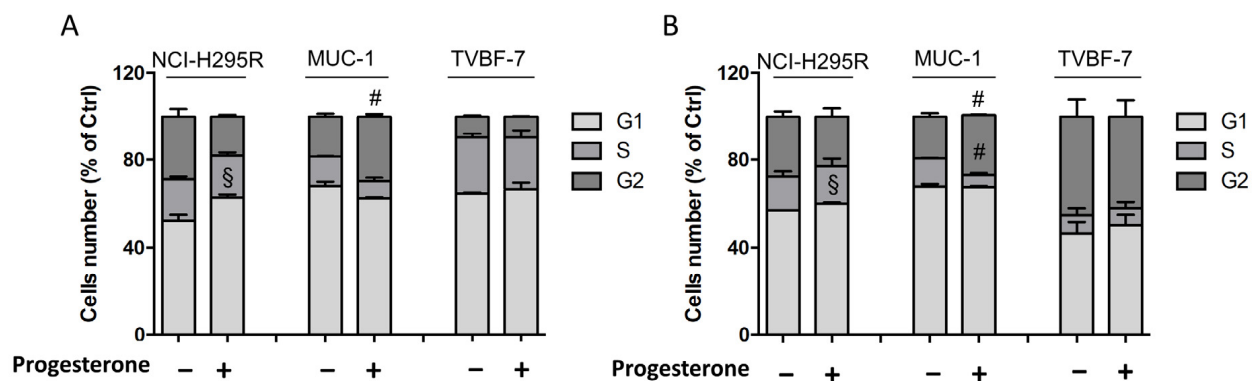 A
NCI-H295R MUC-1 TVBF-7
120
80
40
0
Cells number (% of Ctrl)
#
§
G1
S
G2
Progesterone − + − + − +
B
NCI-H295R MUC-1 TVBF-7
120
80
40
0
Cells number (% of Ctrl)
#
#
§
G1
S
G2
Progesterone − + − + − +